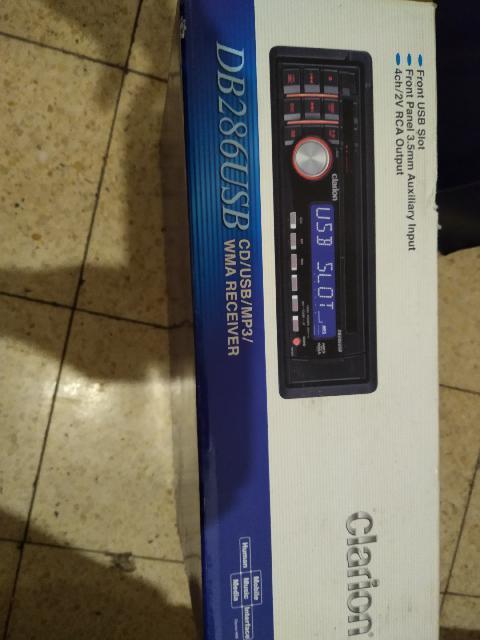 Front USB Slot
Front Panel 3.5mm Auxiliary Input
4ch/2V RCA Output
clarion
USB SLOT
DB286USB
CD/USB/MP3/
WMA RECEIVER
clarion
Mobile
Human Music Interface
Media